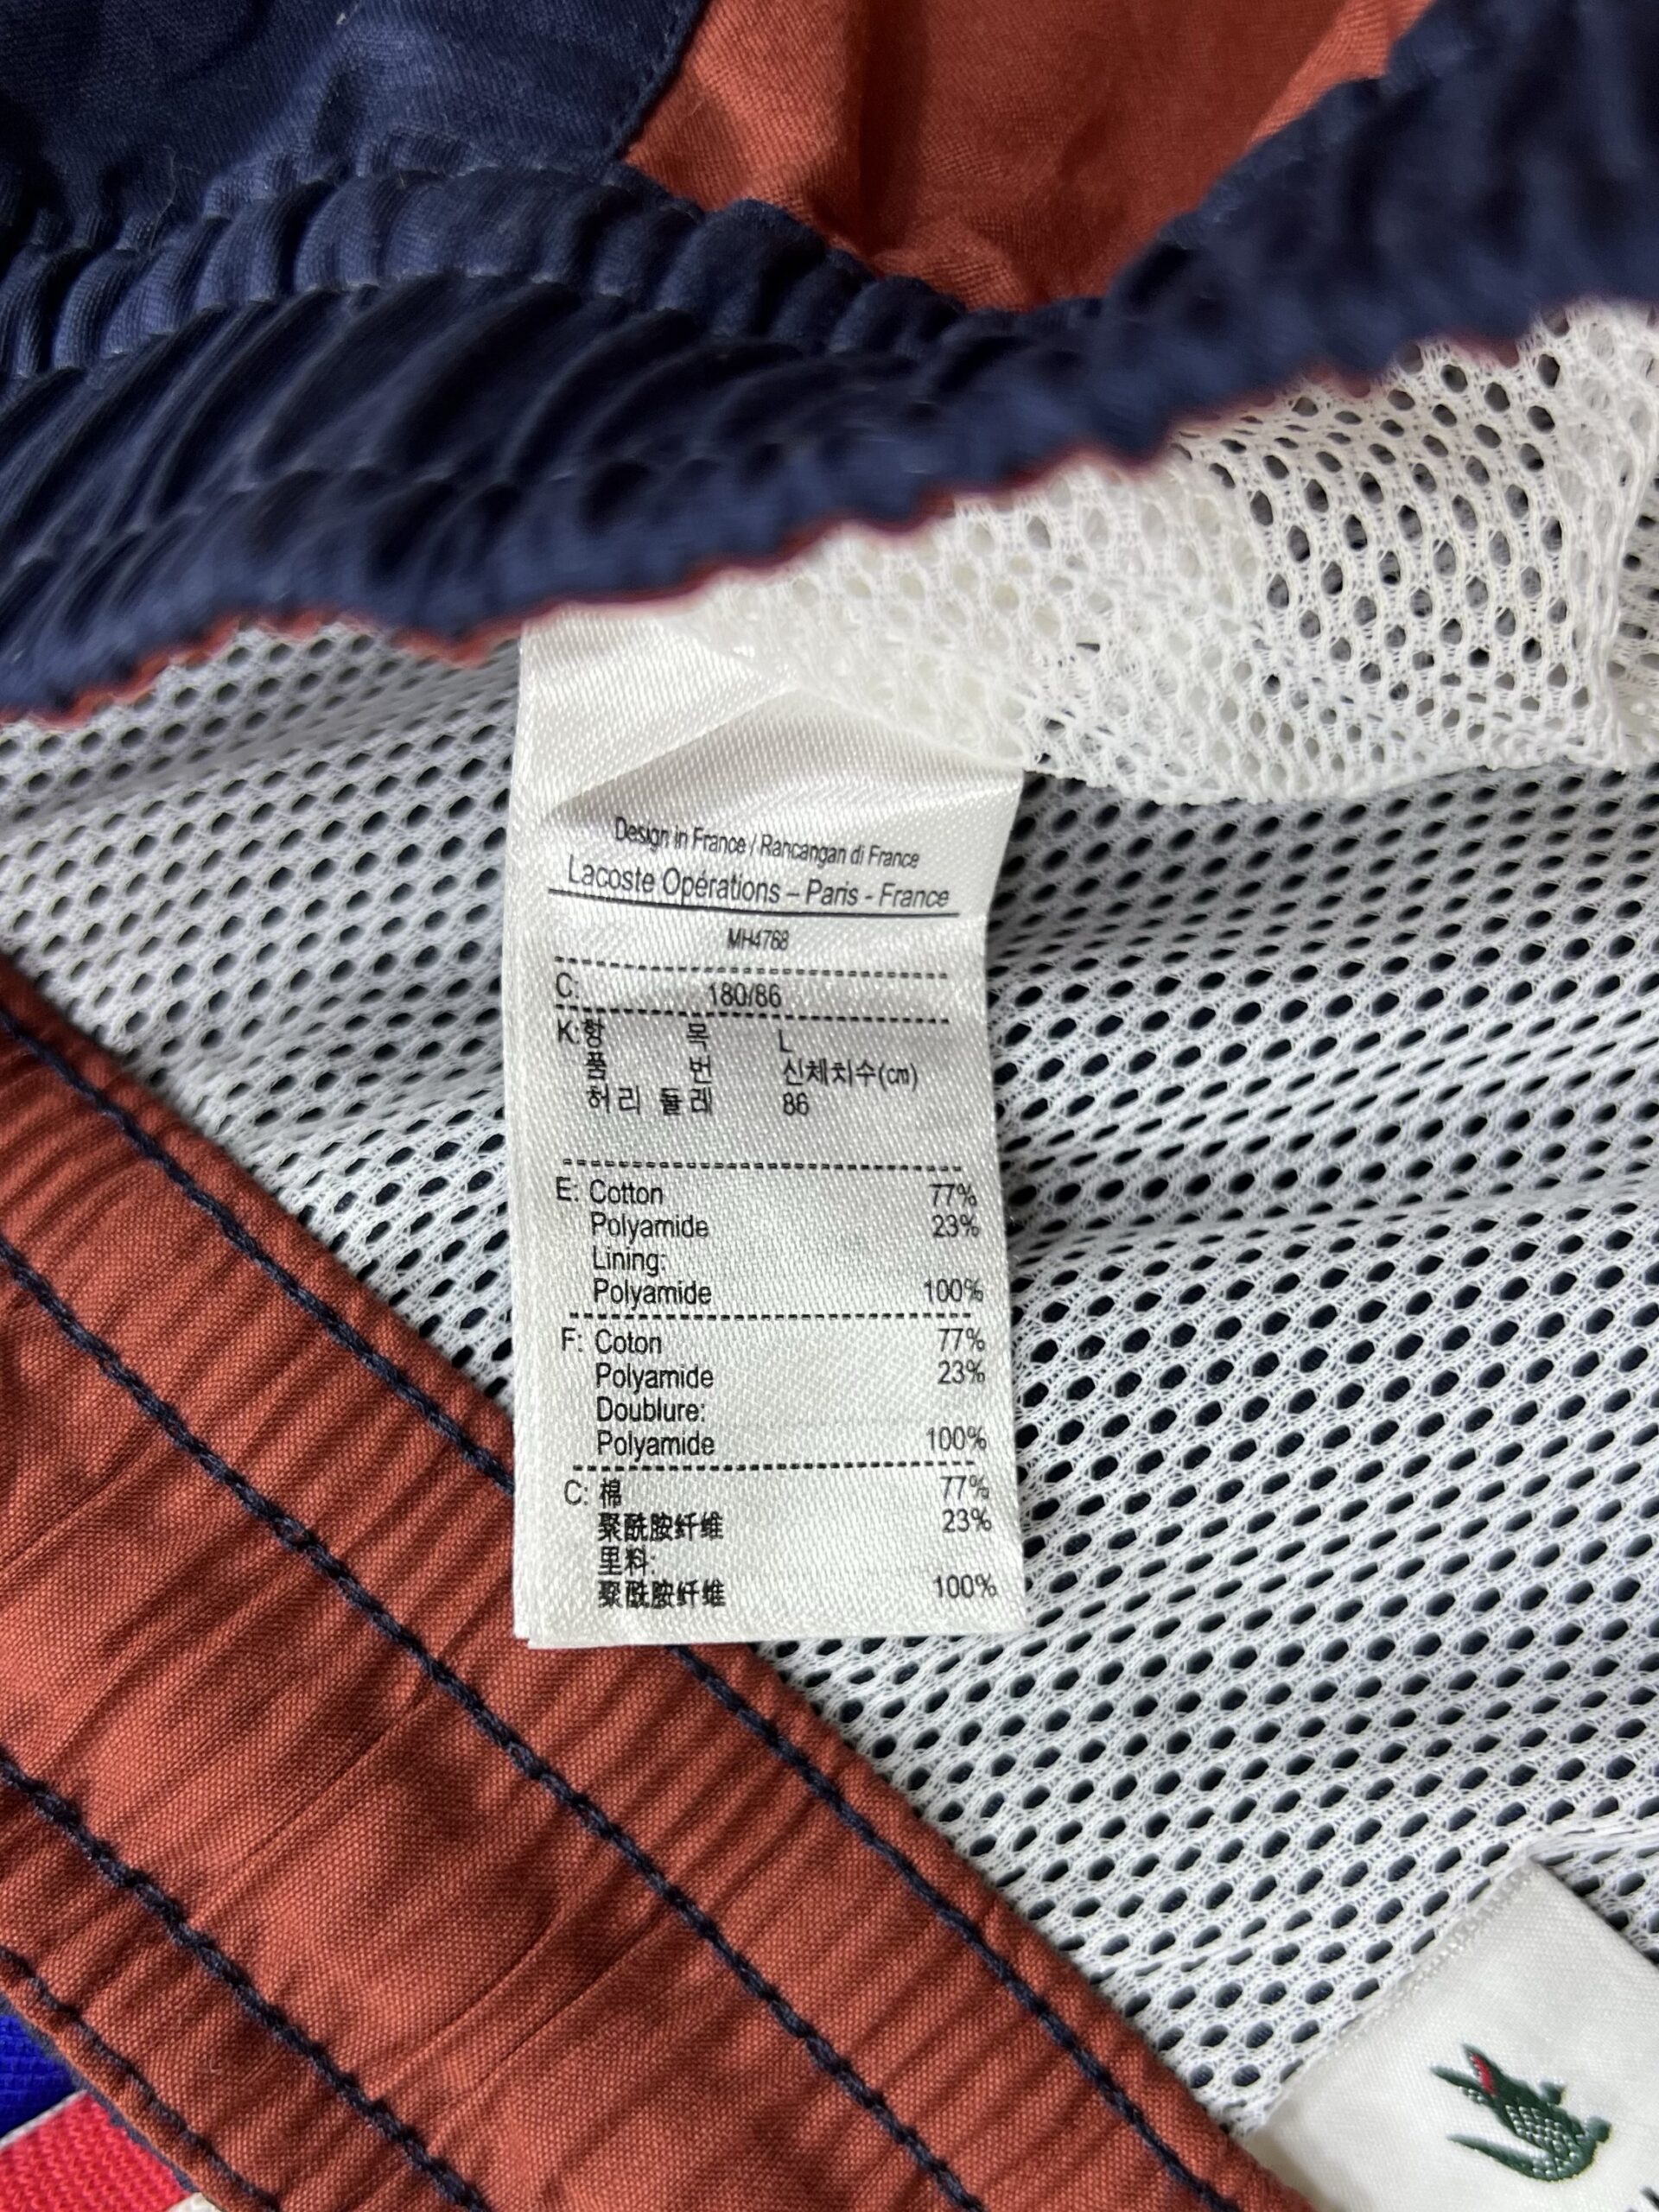 Design in France / Rancangan di France
Lacoste Opérations – Paris - France
MH4768
C: 180/86
K: 항 목 L
품 번 신체치수(㎝)
허리 둘레 86
E: Cotton 77%
Polyamide 23%
Lining:
Polyamide 100%
F: Coton 77%
Polyamide 23%
Doublure:
Polyamide 100%
C: 棉 77%
聚酰胺纤维 23%
里料:
聚酰胺纤维 100%